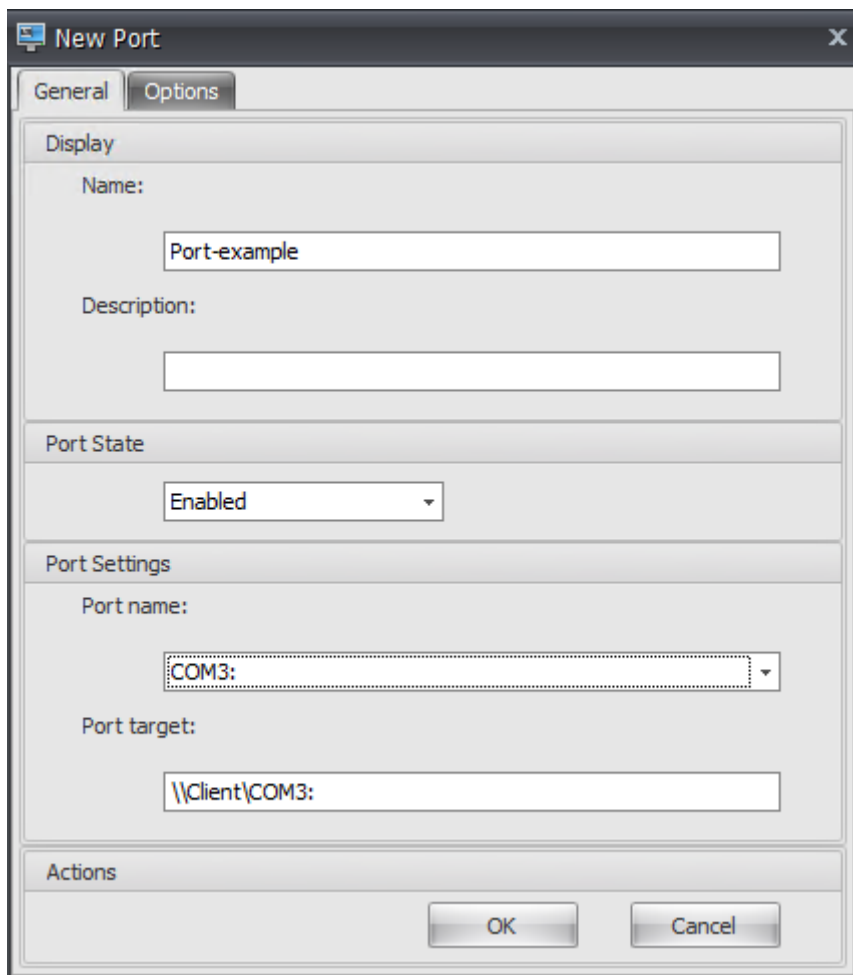 New Port
General Options
Display
Name:
Port-example
Description:
Port State
Enabled
Port Settings
Port name:
COM3:
Port target:
\\Client\COM3:
Actions
OK Cancel